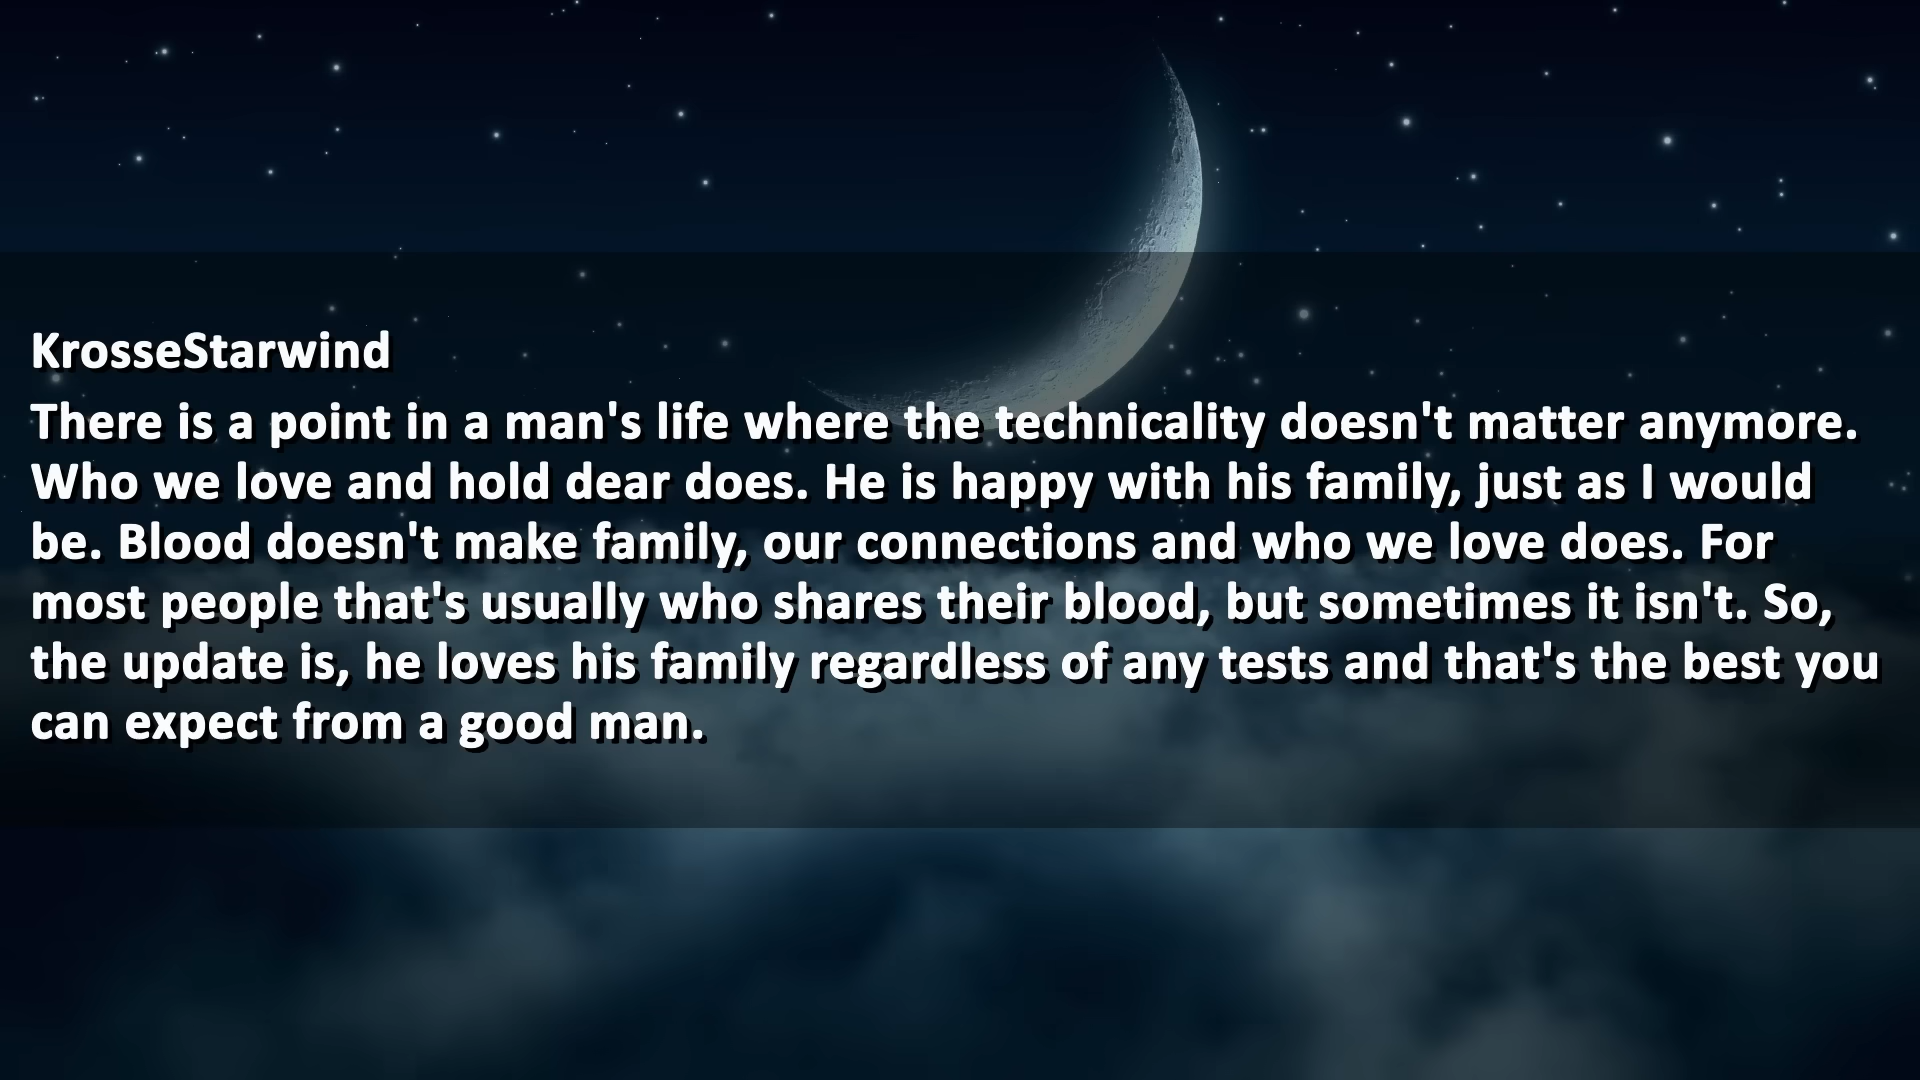 KrosseStarwind
There is a point in a man's life where the technicality doesn't matter anymore.
Who we love and hold dear does. He is happy with his family, just as I would
be. Blood doesn't make family, our connections and who we love does. For
most people that's usually who shares their blood, but sometimes it isn't. So,
the update is, he loves his family regardless of any tests and that's the best you
can expect from a good man.